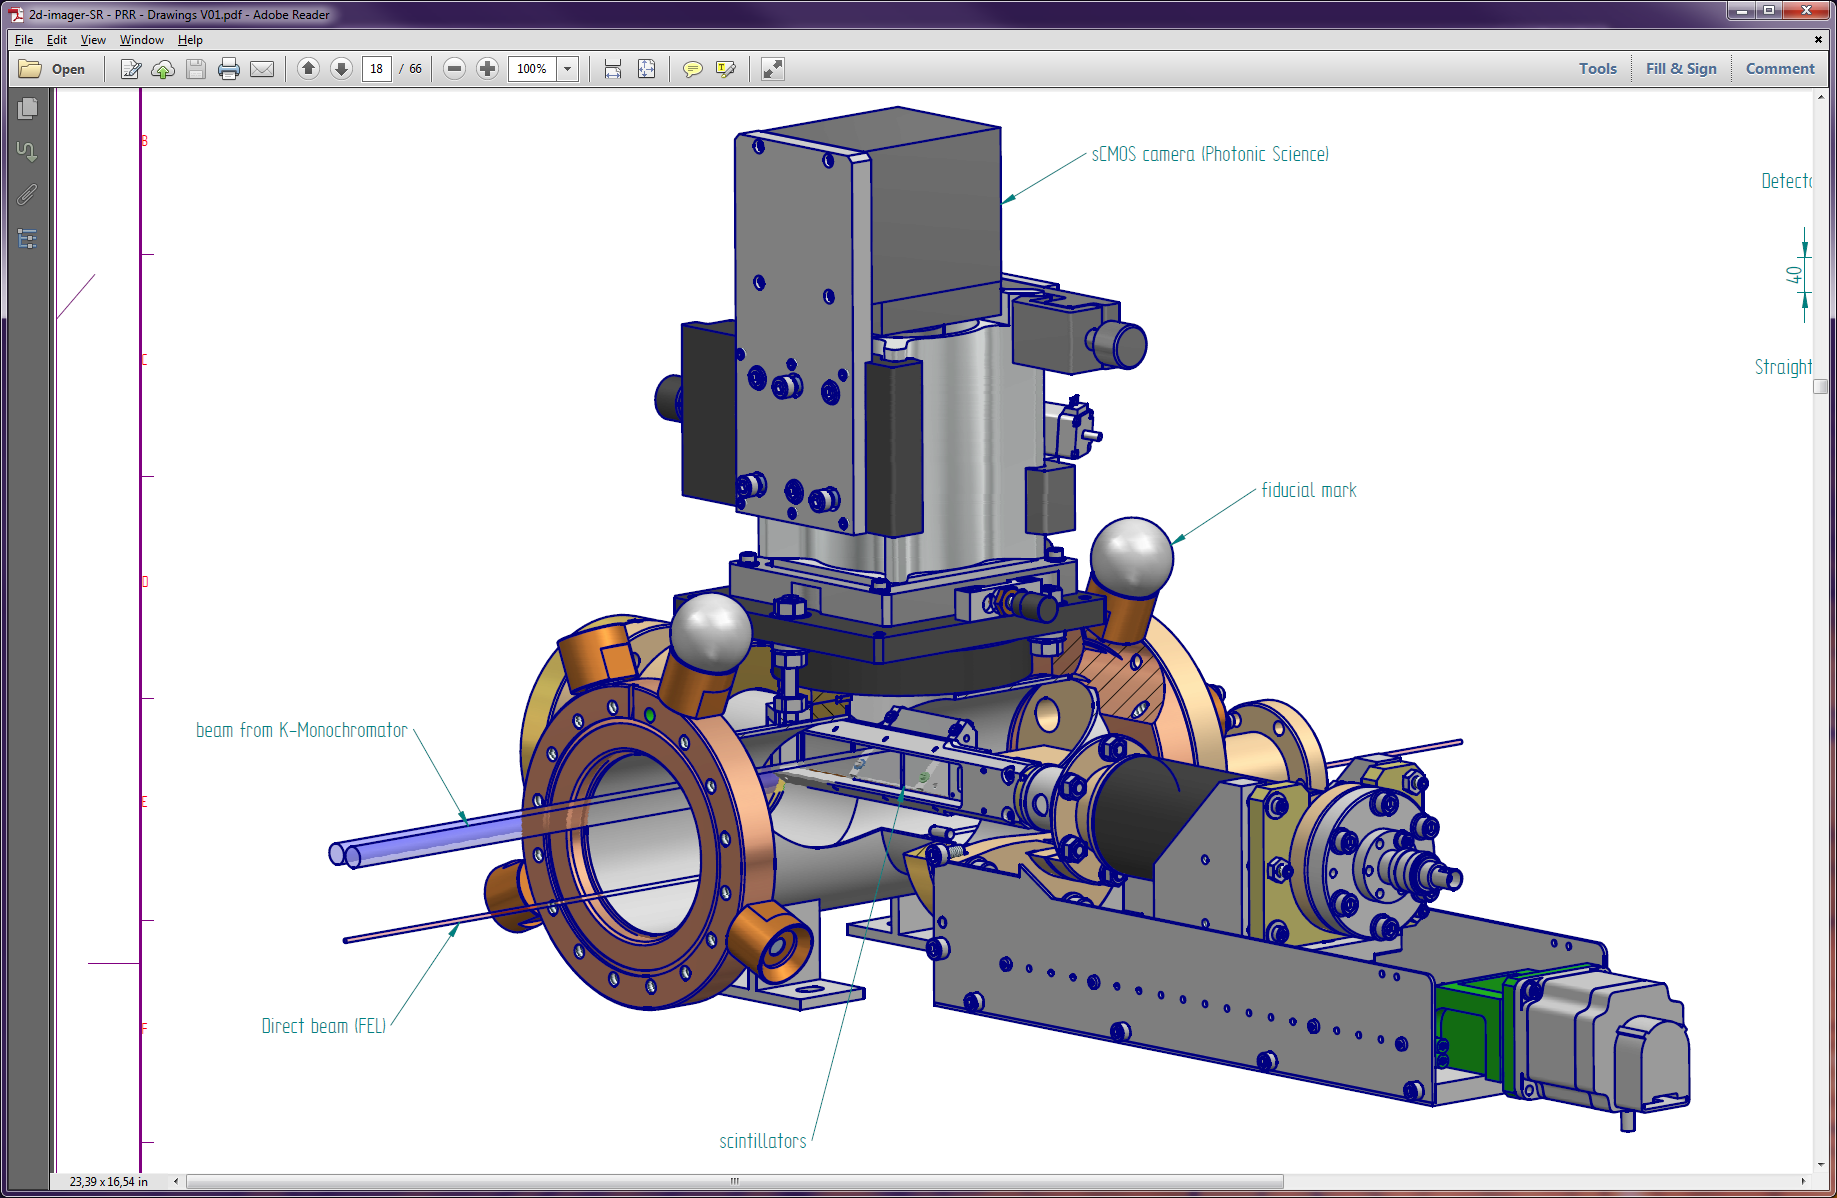 2d-imager-SR - PRR - Drawings V01.pdf - Adobe Reader
File Edit View Window Help
Open 18 / 66 100% Tools Fill & Sign Comment
B
sCMOS camera (Photonic Science)
40
C
Straight
fiducial mark
D
beam from K-Monochromator
E
Direct beam (FEL)
F
scintillators
23,39 x 16,54 in